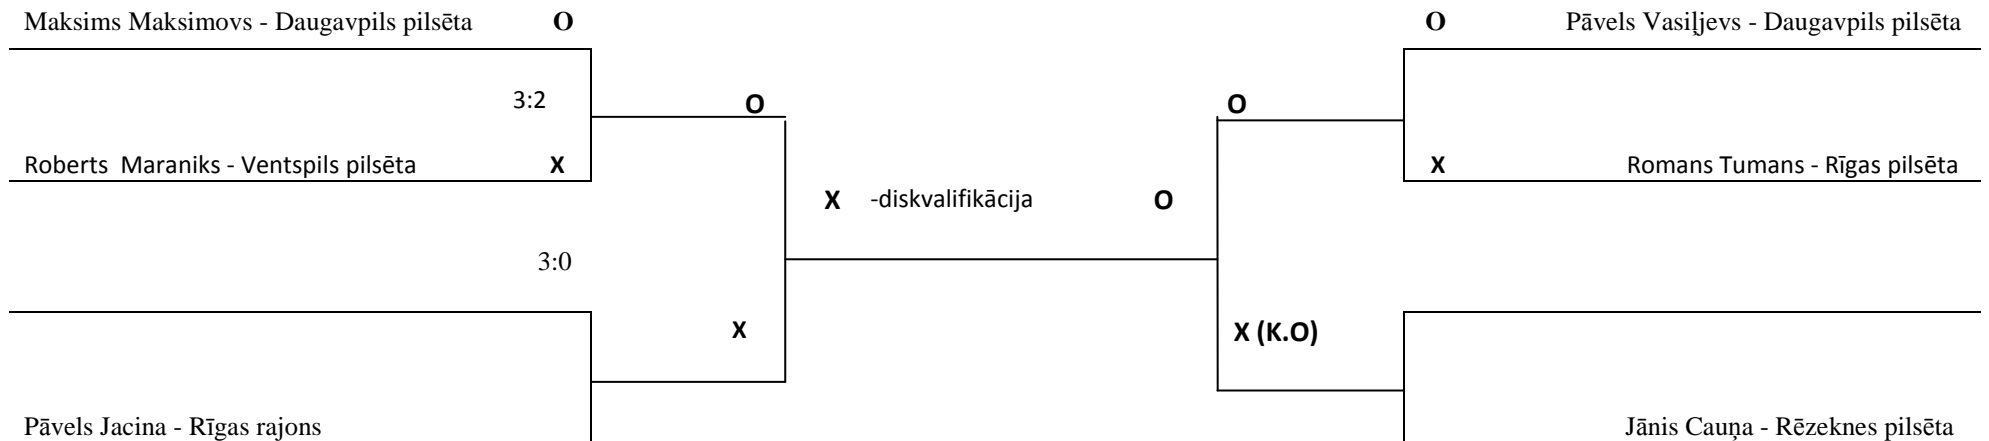 Maksims Maksimovs - Daugavpils pilsēta O O Pāvels Vasiļjevs - Daugavpils pilsēta
3:2 O O
Roberts Maraniks - Ventspils pilsēta X X Romans Tumans - Rīgas pilsēta
X -diskvalifikācija O
3:0
X X (K.O)
Pāvels Jacina - Rīgas rajons Jānis Cauņa - Rēzeknes pilsēta